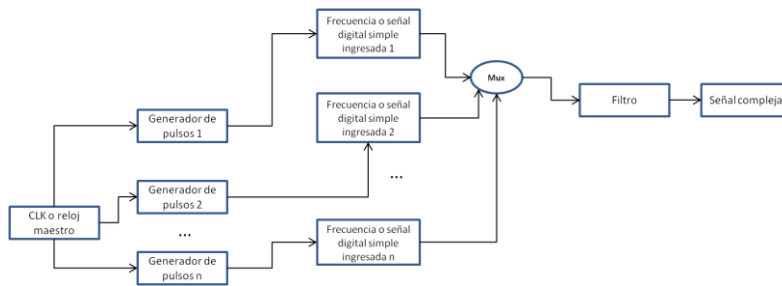 Frecuencia o señal
digital simple
ingresada 1
Mux
Filtro
Señal compleja
Generador de
pulsos 1
Frecuencia o señal
digital simple
ingresada 2
...
Generador de
pulsos 2
CLK o reloj
maestro
...
Frecuencia o señal
digital simple
ingresada n
Generador de
pulsos n